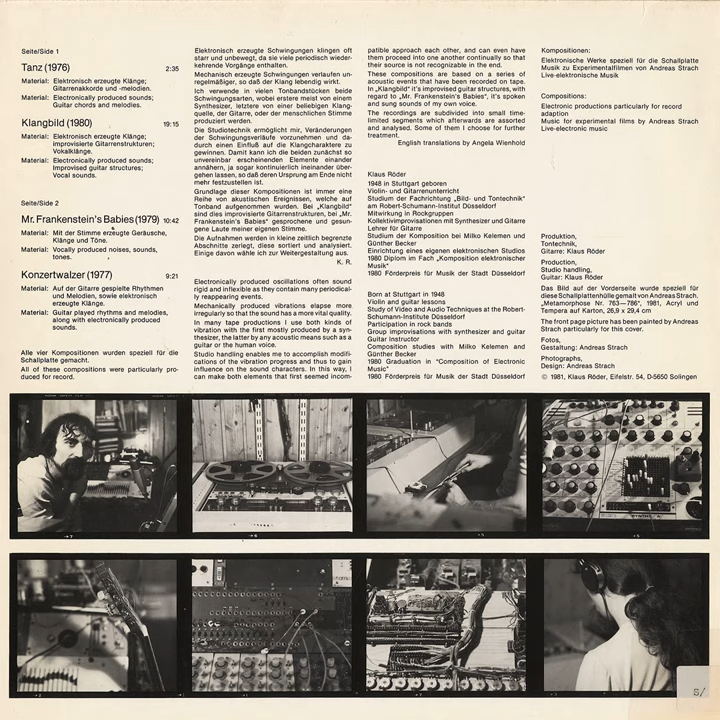 Seite/Side 1
Tanz (1976) 2:35
Material: Elektronisch erzeugte Klänge;
Gitarrenakkorde und -melodien.
Material: Electronically produced sounds;
Guitar chords and melodies.
Klangbild (1980) 19:15
Material: Elektronisch erzeugte Klänge;
improvisierte Gitarrenstrukturen;
Vokalklänge.
Material: Electronically produced sounds;
Improvised guitar structures;
Vocal sounds.
Seite/Side 2
Mr. Frankenstein's Babies (1979) 10:42
Material: Mit der Stimme erzeugte Geräusche,
Klänge und Töne.
Material: Vocally produced noises, sounds,
tones.
Konzertwalzer (1977) 9:21
Material: Auf der Gitarre gespielte Rhythmen
und Melodien, sowie elektronisch
erzeugte Klänge.
Material: Guitar played rhythms and melodies,
along with electronically produced
sounds.
Alle vier Kompositionen wurden speziell für die
Schallplatte gemacht.
All of these compositions were particularly pro-
duced for record.
Elektronisch erzeugte Schwingungen klingen oft
starr und unbewegt, da sie viele periodisch wieder-
kehrende Vorgänge enthalten.
Mechanisch erzeugte Schwingungen verlaufen un-
regelmäßiger, so daß der Klang lebendig wirkt.
Ich verwende in vielen Tonbandstücken beide
Schwingungsarten, wobei erstere meist von einem
Synthesizer, letztere von einer beliebigen Klang-
quelle, der Gitarre, oder der menschlichen Stimme
produziert werden.
Die Studiotechnik ermöglicht mir, Veränderungen
der Schwingungsverläufe vorzunehmen und da-
durch einen Einfluß auf die Klangcharaktere zu
gewinnen. Damit kann ich die beiden zunächst so
unvereinbar erscheinenden Elemente einander
annähern, ja sogar kontinuierlich ineinander über-
gehen lassen, so daß deren Ursprung am Ende nicht
mehr festzustellen ist.
Grundlage dieser Kompositionen ist immer eine
Reihe von akustischen Ereignissen, welche auf
Tonband aufgenommen wurden. Bei „Klangbild"
sind dies improvisierte Gitarrenstrukturen, bei „Mr.
Frankenstein's Babies" gesprochene und gesun-
gene Laute meiner eigenen Stimme.
Die Aufnahmen werden in kleine zeitlich begrenzte
Abschnitte zerlegt, diese sortiert und analysiert.
Einige davon wähle ich zur Weitergestaltung aus.
K. R.
Electronically produced oscillations often sound
rigid and inflexible as they contain many periodical-
ly reappearing events.
Mechanically produced vibrations elapse more
irregularly so that the sound has a more vital quality.
In many tape productions I use both kinds of
vibration with the first mostly produced by a syn-
thesizer, the latter by any acoustic means such as a
guitar or the human voice.
Studio handling enables me to accomplish modifi-
cations of the vibration progress and thus to gain
influence on the sound characters. In this way, I
can make both elements that first seemed incom-
patible approach each other, and can even have
them proceed into one another continually so that
their source is not recognizable in the end.
These compositions are based on a series of
acoustic events that have been recorded on tape.
In „Klangbild" it's improvised guitar structures, with
regard to „Mr. Frankenstein's Babies", it's spoken
and sung sounds of my own voice.
The recordings are subdivided into small time-
limited segments which afterwards are assorted
and analysed. Some of them I choose for further
treatment.
English translations by Angela Wienhold
Klaus Röder
1948 in Stuttgart geboren
Violin- und Gitarrenunterricht
Studium der Fachrichtung „Bild- und Tontechnik"
am Robert-Schumann-Institut Düsseldorf
Mitwirkung in Rockgruppen
Kollektivimprovisationen mit Synthesizer und Gitarre
Lehrer für Gitarre
Studium der Komposition bei Milko Kelemen und
Günther Becker
Einrichtung eines eigenen elektronischen Studios
1980 Diplom im Fach „Komposition elektronischer
Musik"
1980 Förderpreis für Musik der Stadt Düsseldorf
Born at Stuttgart in 1948
Violin and guitar lessons
Study of Video and Audio Techniques at the Robert-
Schumann-Institute Düsseldorf
Participation in rock bands
Group improvisations with synthesizer and guitar
Guitar Instructor
Composition studies with Milko Kelemen and
Günther Becker
1980 Graduation in "Composition of Electronic
Music"
1980 Förderpreis für Musik der Stadt Düsseldorf
Kompositionen:
Elektronische Werke speziell für die Schallplatte
Musik zu Experimentalfilmen von Andreas Strach
Live-elektronische Musik
Compositions:
Electronic productions particularly for record
adaption
Music for experimental films by Andreas Strach
Live-electronic music
Produktion,
Tontechnik,
Gitarre: Klaus Röder
Production,
Studio handling,
Guitar: Klaus Röder
Das Bild auf der Vorderseite wurde speziell für
diese Schallplattenhülle gemalt von Andreas Strach.
„Metamorphose Nr. 763—786", 1981, Acryl und
Tempera auf Karton, 26,9 x 29,4 cm
The front page picture has been painted by Andreas
Strach particularly for this cover.
Fotos,
Gestaltung: Andreas Strach
Photographs,
Design: Andreas Strach
© 1981, Klaus Röder, Eifelstr. 54, D-5650 Solingen
S/